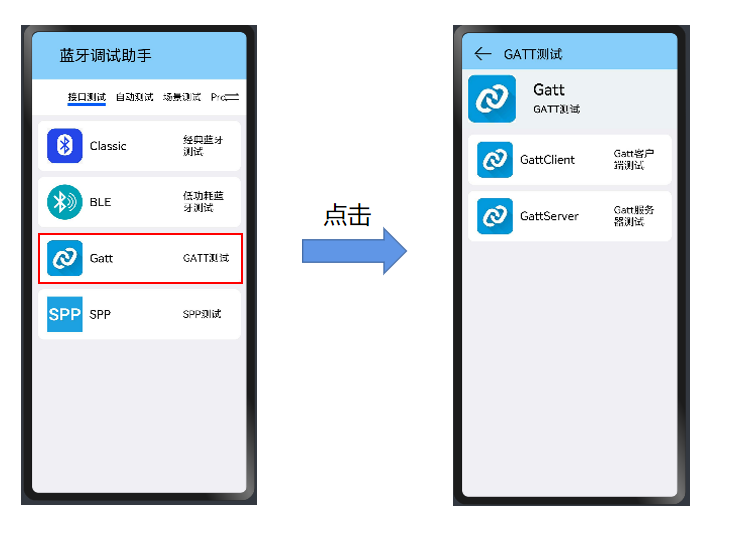 蓝牙调试助手
接口测试 自动测试 场景测试 Pro
Classic
经典蓝牙
测试
BLE
低功耗蓝
牙测试
Gatt
GATT测试
SPP
SPP
SPP测试
点击
GATT测试
Gatt
GATT测试
GattClient
Gatt客户
端测试
GattServer
Gatt服务
器测试